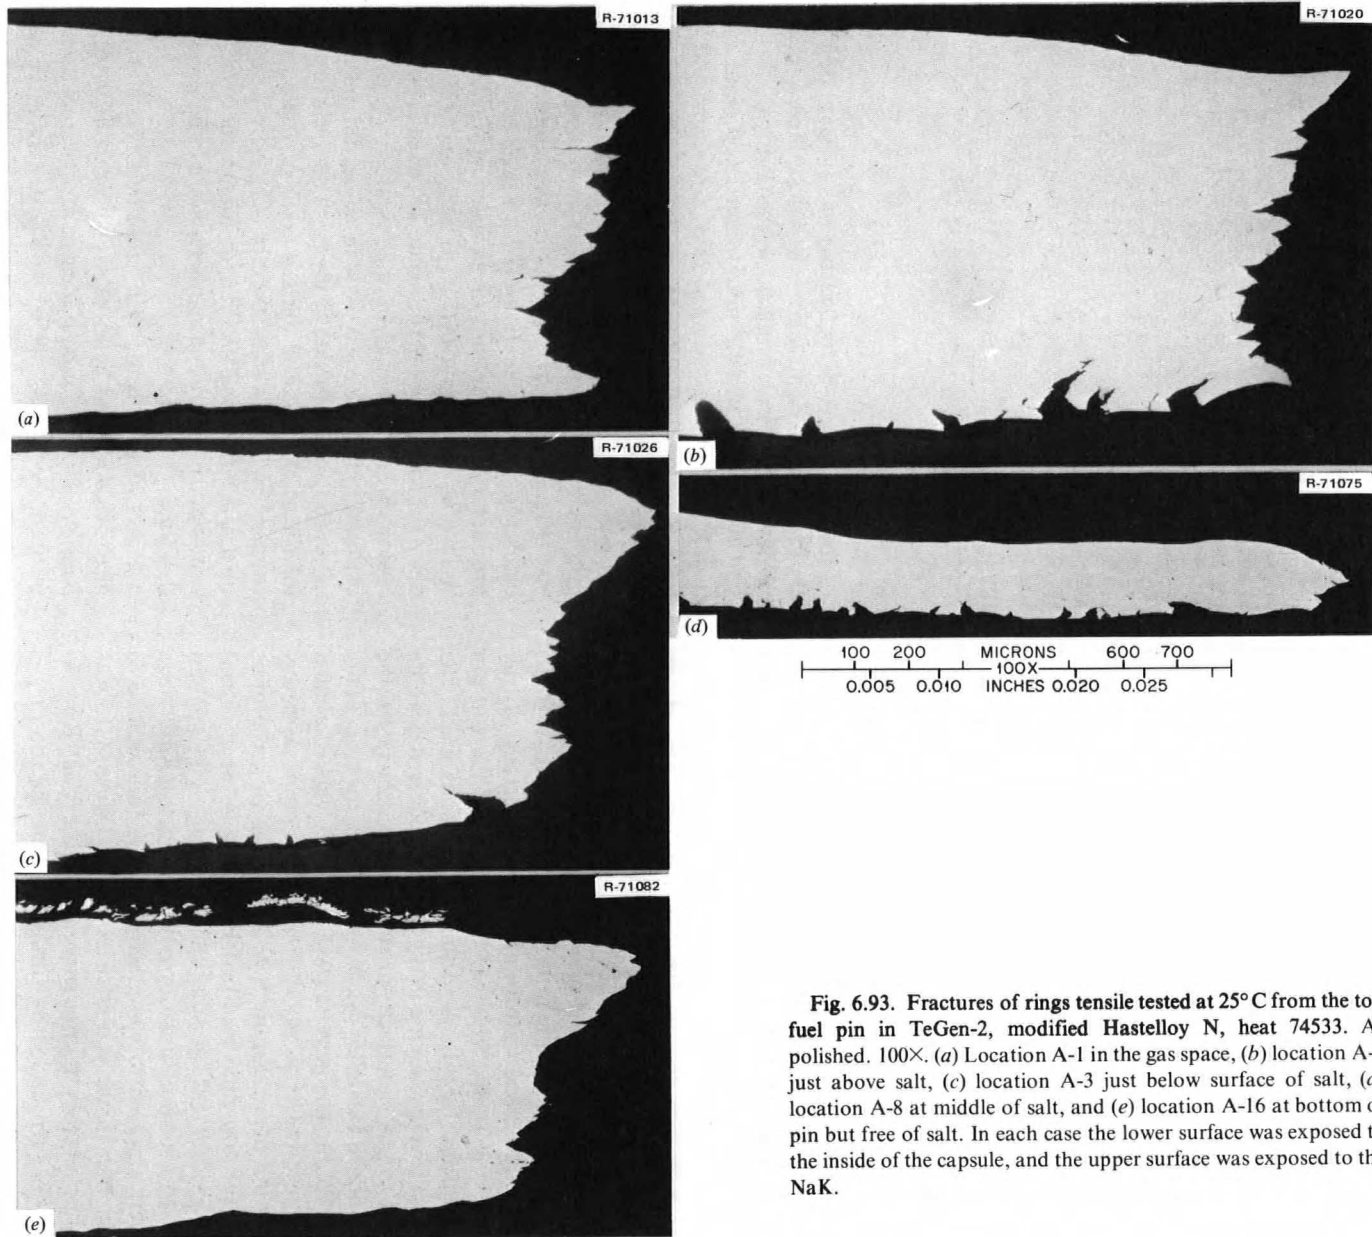 R-71013
(a)
R-71020
(b)
R-71026
(c)
R-71075
(d)
100 200 MICRONS 600 700
100X
0.005 0.010 INCHES 0.020 0.025
R-71082
(e)
Fig. 6.93. Fractures of rings tensile tested at 25°C from the
fuel pin in TeGen-2, modified Hastelloy N, heat 74533.
polished. 100×. (a) Location A-1 in the gas space, (b) location
just above salt, (c) location A-3 just below surface of salt,
location A-8 at middle of salt, and (e) location A-16 at bottom
pin but free of salt. In each case the lower surface was exposed
the inside of the capsule, and the upper surface was exposed to
NaK.